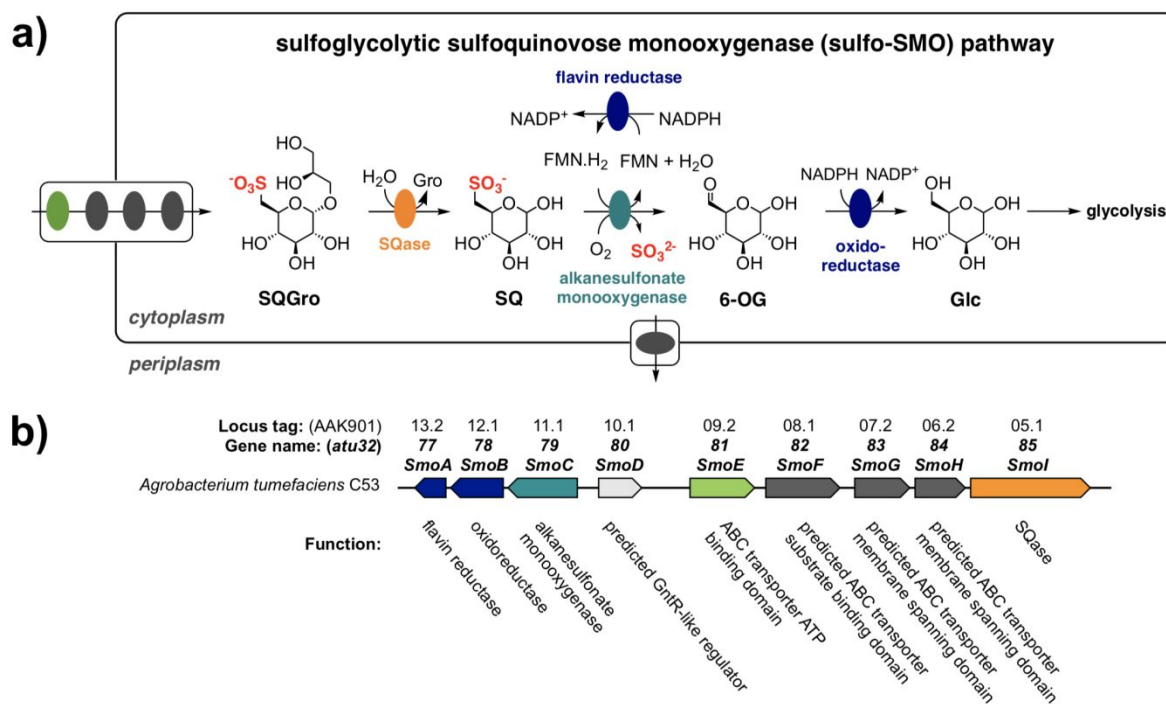 a)
sulfoglycolytic sulfoquinovose monooxygenase (sulfo-SMO) pathway
flavin reductase
NADP+ NADPH
FMN.H2 FMN + H2O
-O3S HO HO O O HO OH OH
H2O Gro
SQase
SO3- O OH HO OH OH
O2 SO32-
alkanesulfonate
monooxygenase
O O OH HO OH OH
NADPH NADP+
oxido-
reductase
HO O OH HO OH OH
glycolysis
SQGro SQ 6-OG Glc
cytoplasm
periplasm
b)
Locus tag: (AAK901) 13.2 12.1 11.1 10.1 09.2 08.1 07.2 06.2 05.1
Gene name: (atu32) 77 78 79 80 81 82 83 84 85
SmoA SmoB SmoC SmoD SmoE SmoF SmoG SmoH SmoI
Agrobacterium tumefaciens C53
Function:
flavin reductase
oxidoreductase
alkanesulfonate
monooxygenase
predicted GntR-like regulator
ABC transporter ATP
binding domain
predicted ABC transporter
substrate binding domain
predicted ABC transporter
membrane spanning domain
predicted ABC transporter
membrane spanning domain
SQase